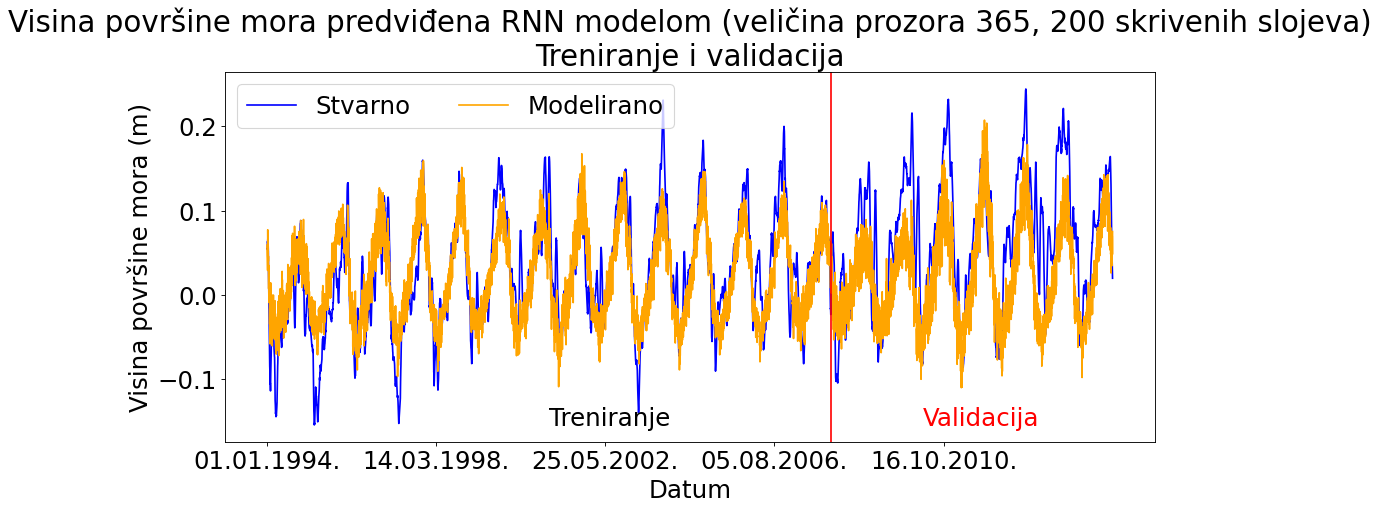 Visina površine mora predviđena RNN modelom (veličina prozora 365, 200 skrivenih slojeva)
Treniranje i validacija
Stvarno
Modelirano
Visina površine mora (m)
0.2
0.1
0.0
−0.1
Treniranje
Validacija
01.01.1994.
14.03.1998.
25.05.2002.
05.08.2006.
16.10.2010.
Datum